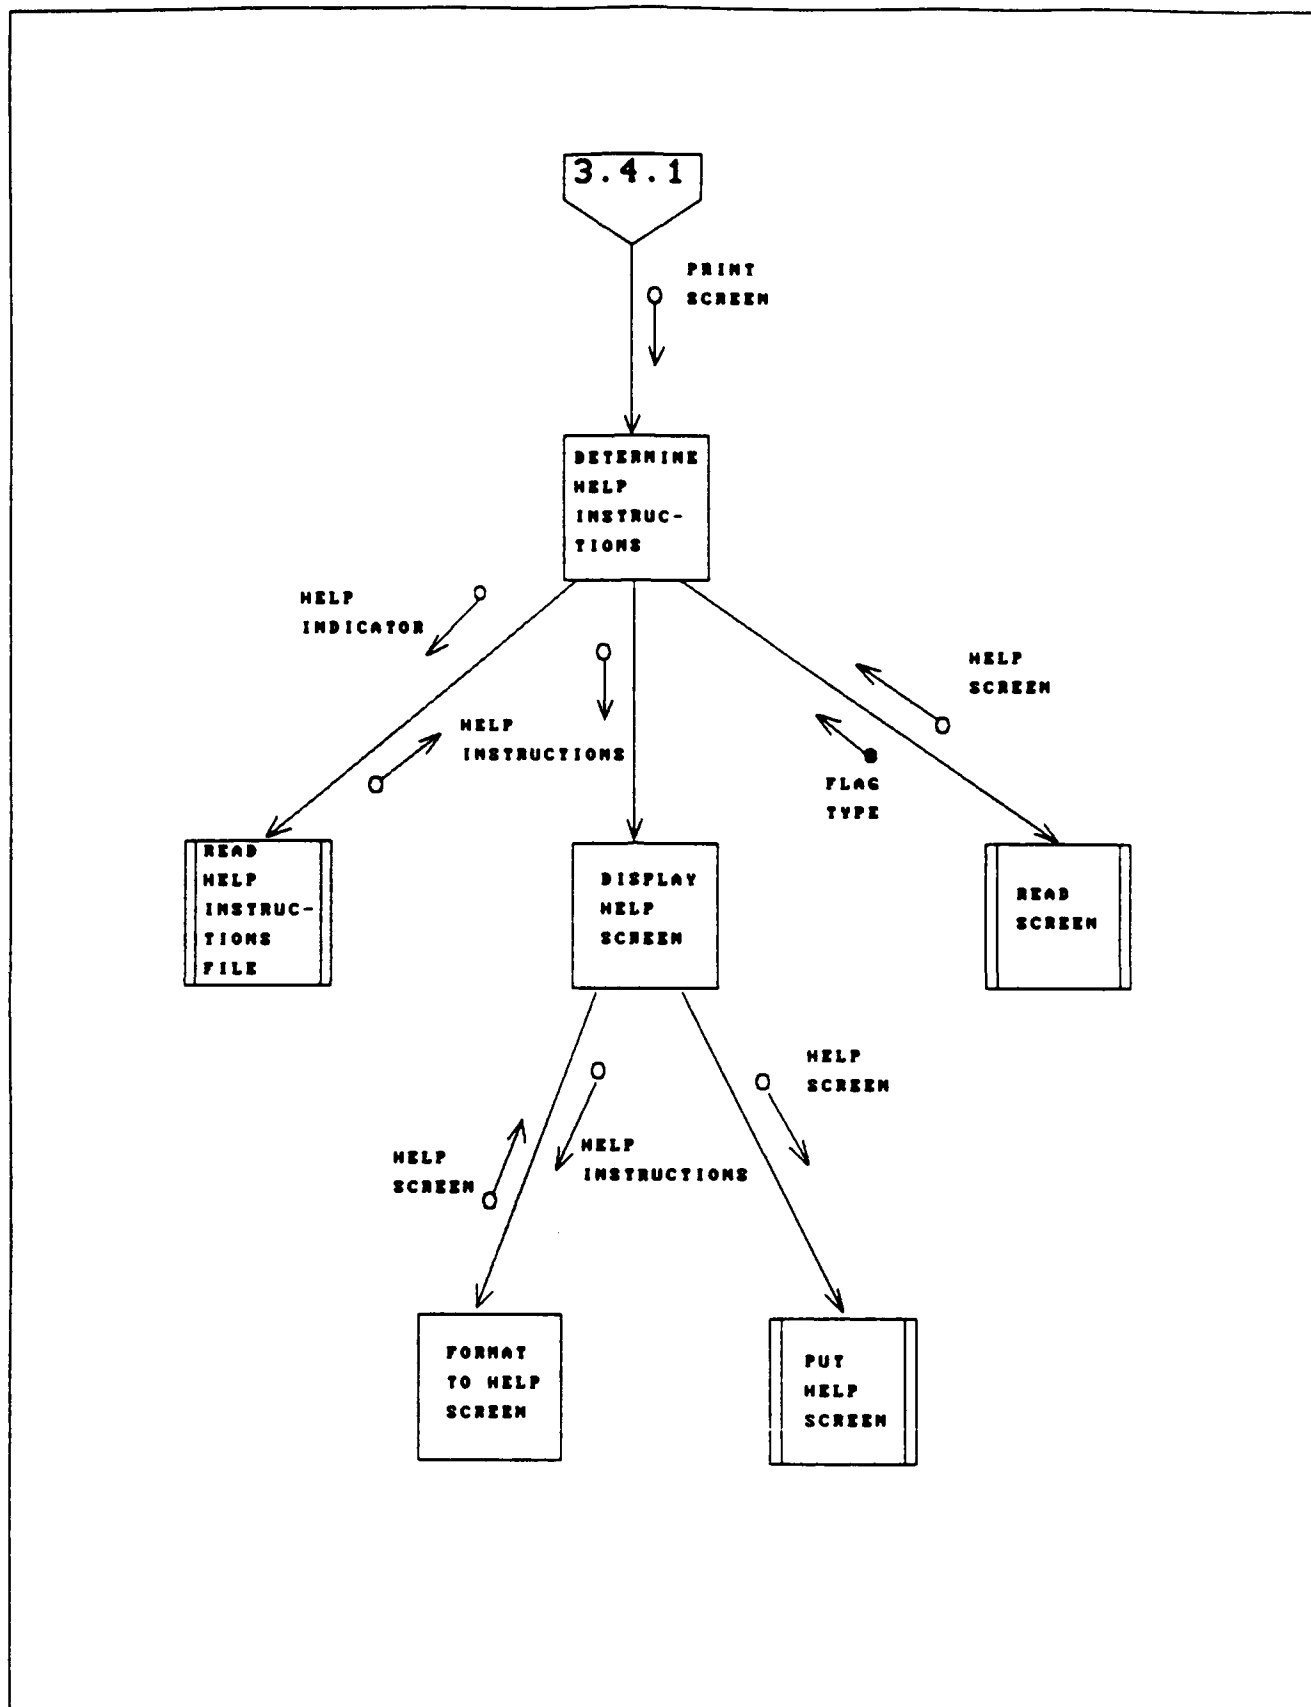 3.4.1
PRINT
SCREEN
DETERMINE
HELP
INSTRUC-
TIONS
HELP
INDICATOR
HELP
SCREEN
HELP
INSTRUCTIONS
FLAG
TYPE
READ
HELP
INSTRUC-
TIONS
FILE
DISPLAY
HELP
SCREEN
READ
SCREEN
HELP
SCREEN
HELP
SCREEN
HELP
INSTRUCTIONS
FORMAT
TO HELP
SCREEN
PUT
HELP
SCREEN